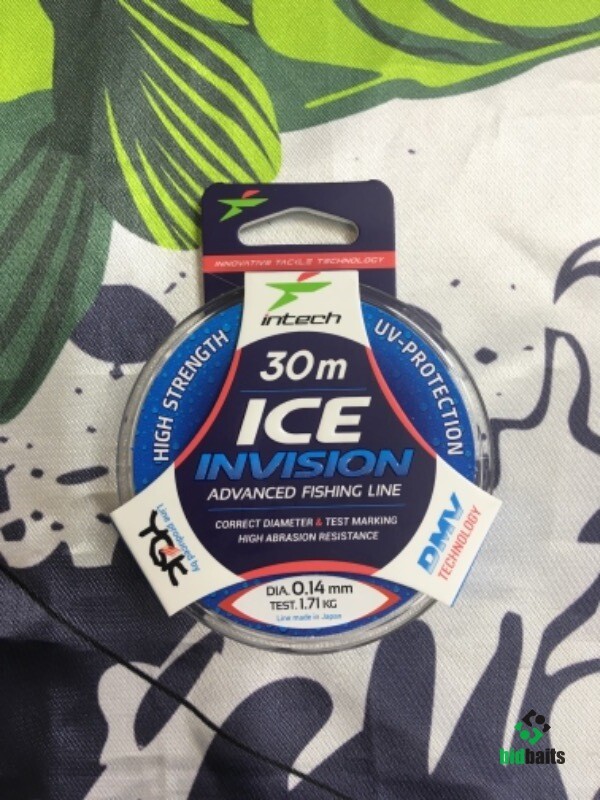 INNOVATIVE TACKLE TECHNOLOGY
intech
30m
HIGH STRENGTH
UV-PROTECTION
ICE
INVISION
ADVANCED FISHING LINE
CORRECT DIAMETER & TEST MARKING
HIGH ABRASION RESISTANCE
Line produced by
YGK
DMV
TECHNOLOGY
DIA. 0.14 mm
TEST. 1.71 KG
Line made in Japan
bidbaits